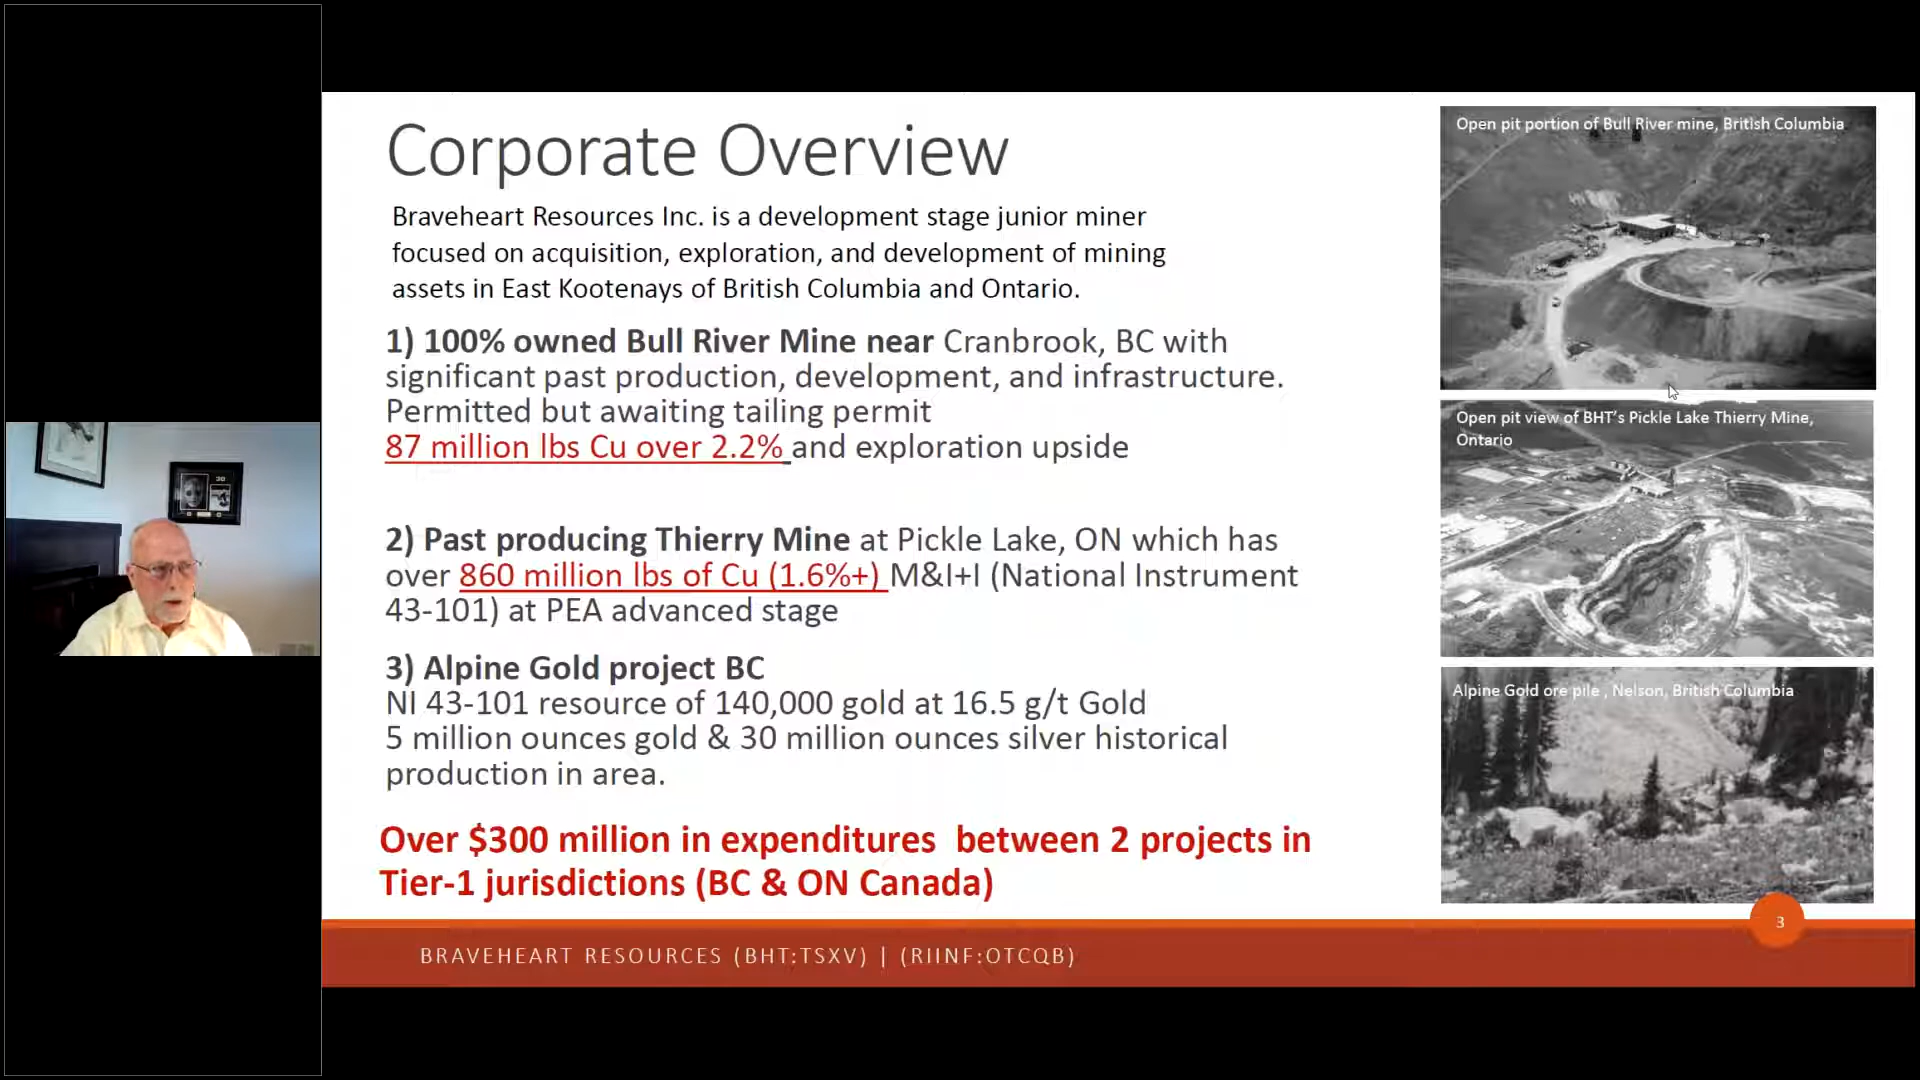 Corporate Overview
Braveheart Resources Inc. is a development stage junior miner
focused on acquisition, exploration, and development of mining
assets in East Kootenays of British Columbia and Ontario.
1) 100% owned Bull River Mine near Cranbrook, BC with
significant past production, development, and infrastructure.
Permitted but awaiting tailing permit
87 million lbs Cu over 2.2% and exploration upside
2) Past producing Thierry Mine at Pickle Lake, ON which has
over 860 million lbs of Cu (1.6%+) M&I+I (National Instrument
43-101) at PEA advanced stage
3) Alpine Gold project BC
NI 43-101 resource of 140,000 gold at 16.5 g/t Gold
5 million ounces gold & 30 million ounces silver historical
production in area.
Over $300 million in expenditures between 2 projects in
Tier-1 jurisdictions (BC & ON Canada)
Open pit portion of Bull River mine, British Columbia
Open pit view of BHT's Pickle Lake Thierry Mine,
Ontario
Alpine Gold ore pile , Nelson, British Columbia
3
BRAVEHEART RESOURCES (BHT:TSXV) | (RIINF:OTCQB)
30